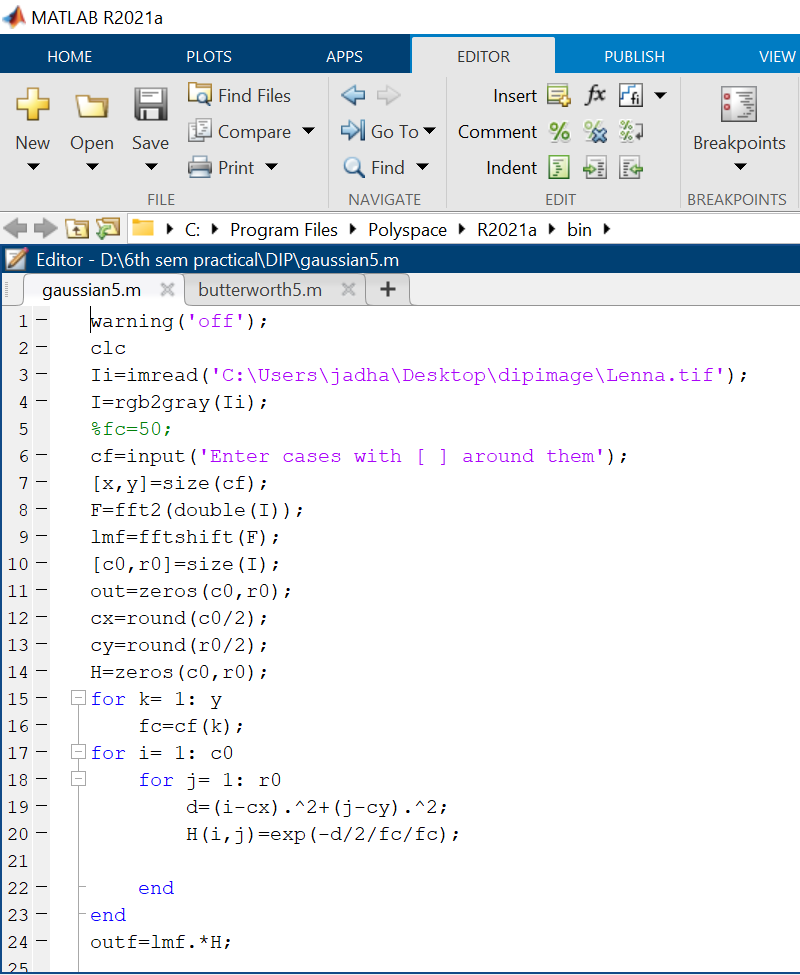 MATLAB R2021a
HOME PLOTS APPS EDITOR PUBLISH VIEW
Find Files Insert fx fi
New Open Save Compare Go To Comment Breakpoints
Print Find Indent
FILE NAVIGATE EDIT BREAKPOINTS
C: Program Files Polyspace R2021a bin
Editor - D:\6th sem practical\DIP\gaussian5.m
gaussian5.m butterworth5.m +
1 warning('off');
2 clc
3 Ii=imread('C:\Users\jadha\Desktop\dipimage\Lenna.tif');
4 I=rgb2gray(Ii);
5 %fc=50;
6 cf=input('Enter cases with [ ] around them');
7 [x,y]=size(cf);
8 F=fft2(double(I));
9 lmf=fftshift(F);
10 [c0,r0]=size(I);
11 out=zeros(c0,r0);
12 cx=round(c0/2);
13 cy=round(r0/2);
14 H=zeros(c0,r0);
15 for k= 1: y
16 fc=cf(k);
17 for i= 1: c0
18 for j= 1: r0
19 d=(i-cx).^2+(j-cy).^2;
20 H(i,j)=exp(-d/2/fc/fc);
21
22 end
23 end
24 outf=lmf.*H;
25